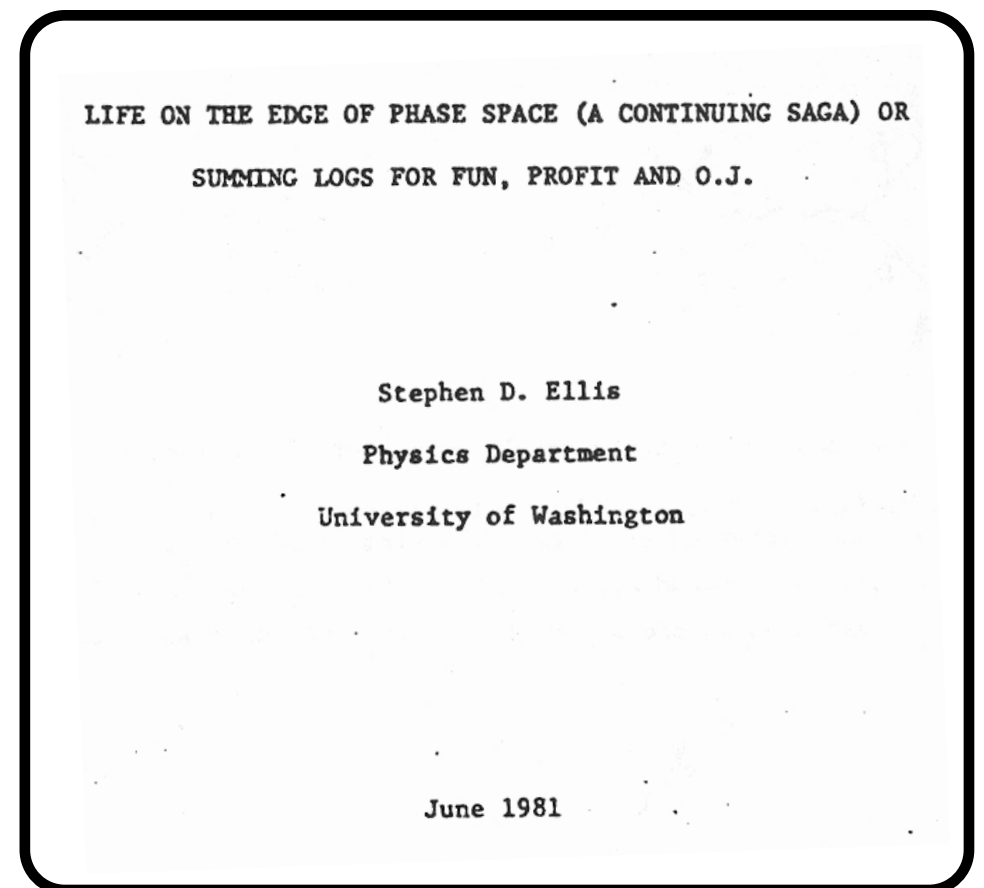 LIFE ON THE EDGE OF PHASE SPACE (A CONTINUING SAGA) OR
SUMMING LOGS FOR FUN, PROFIT AND O.J.
Stephen D. Ellis
Physics Department
University of Washington
June 1981